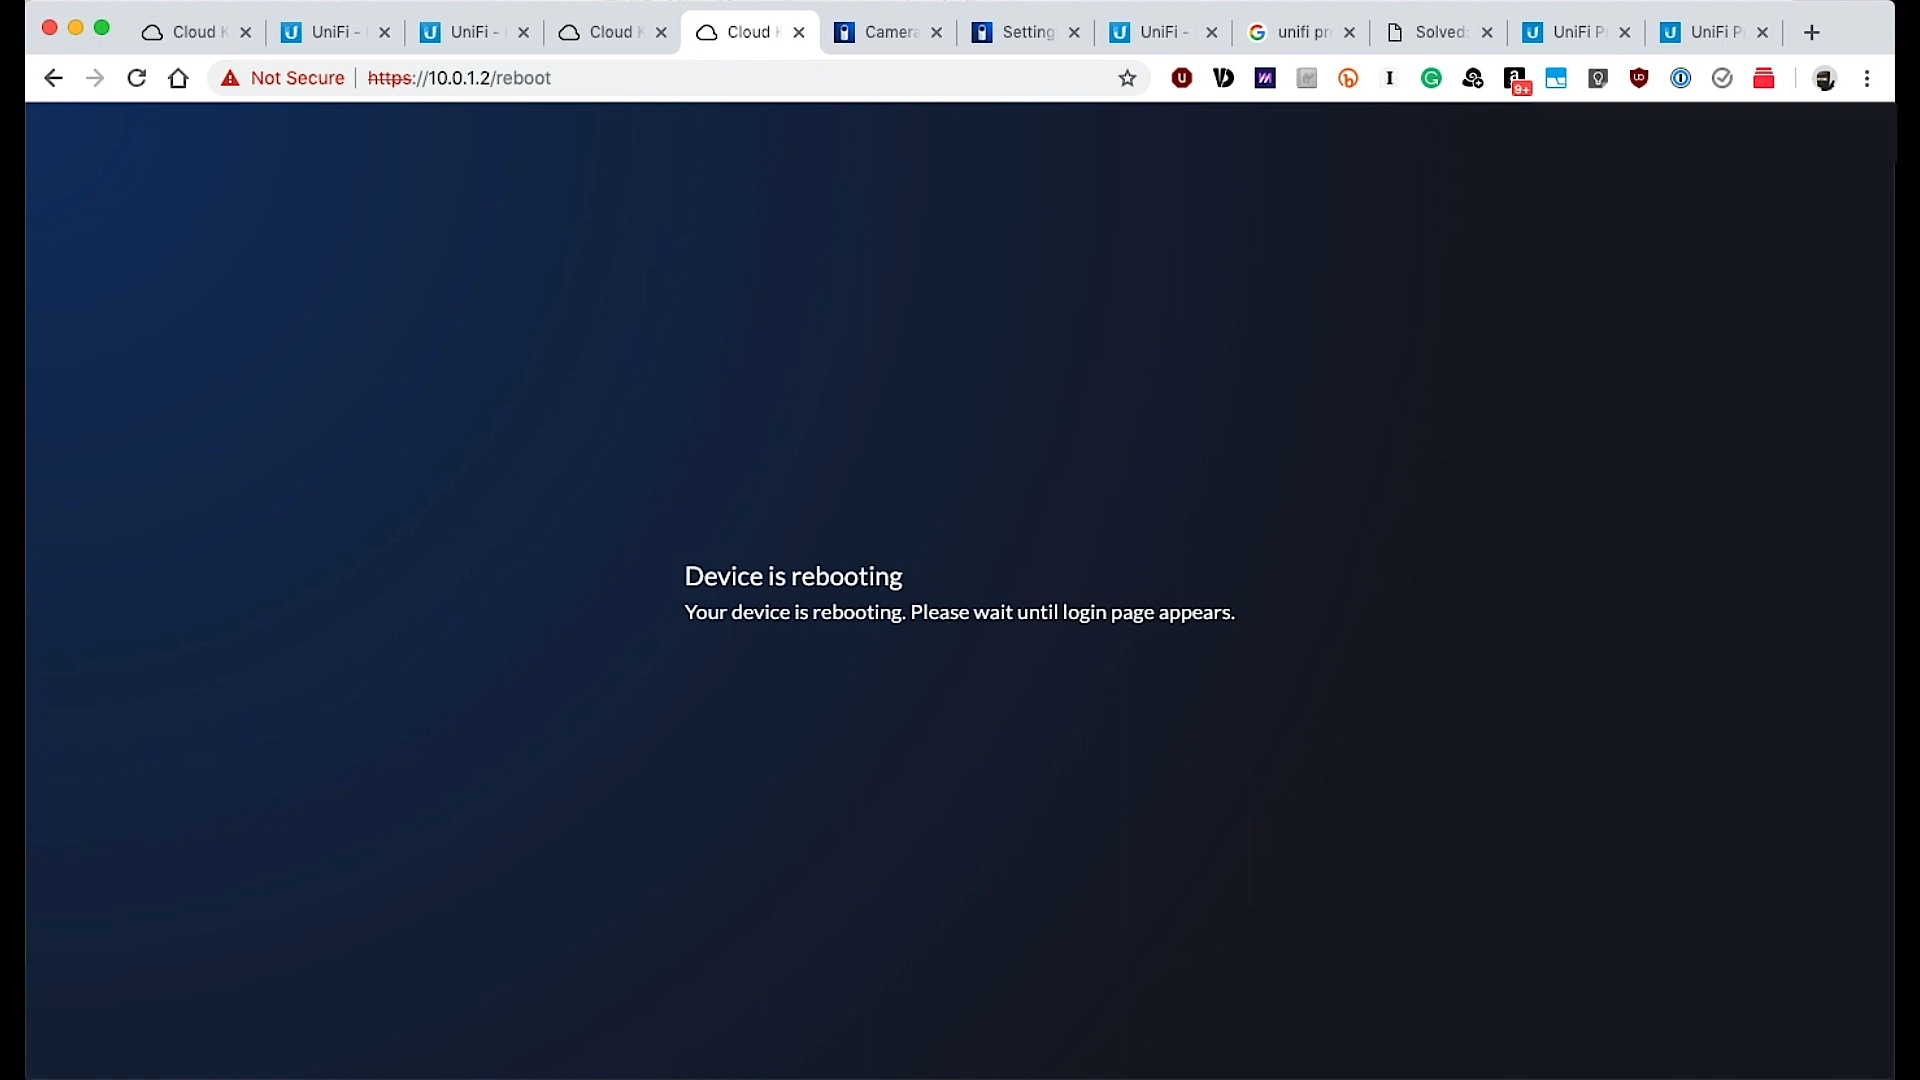 Cloud K
UniFi -
UniFi -
Cloud K
Cloud K
Camera
Setting
UniFi -
unifi pr
Solved:
UniFi P
UniFi P
Not Secure
https://10.0.1.2/reboot
9+
Device is rebooting
Your device is rebooting. Please wait until login page appears.